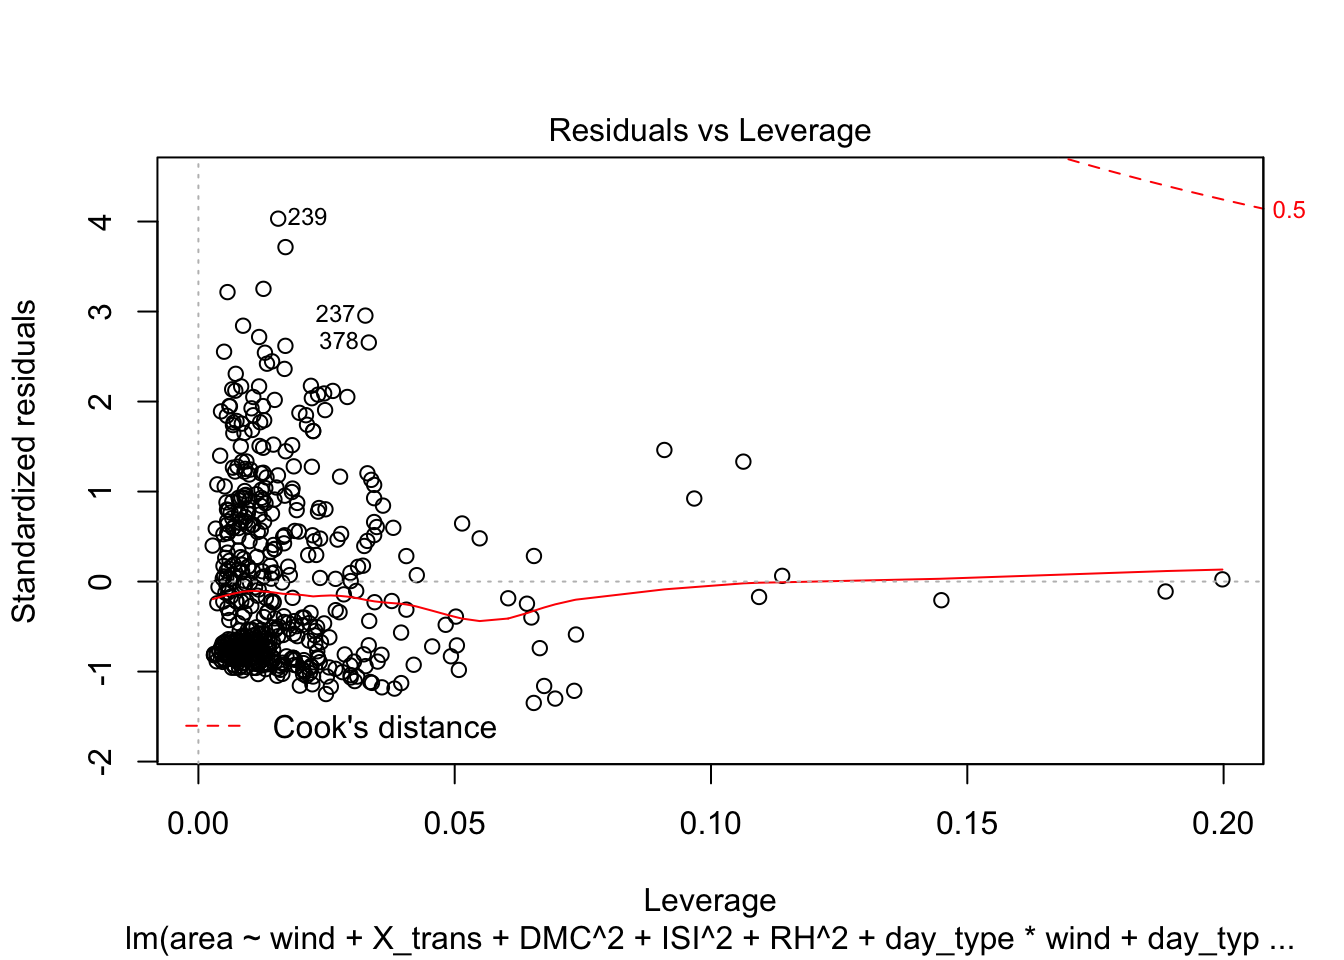 Residuals vs Leverage
Standardized residuals
4
3
2
1
0
-1
-2
239
237
378
0.5
Cook's distance
0.00 0.05 0.10 0.15 0.20
Leverage
lm(area ~ wind + X_trans + DMC^2 + ISI^2 + RH^2 + day_type * wind + day_typ ...